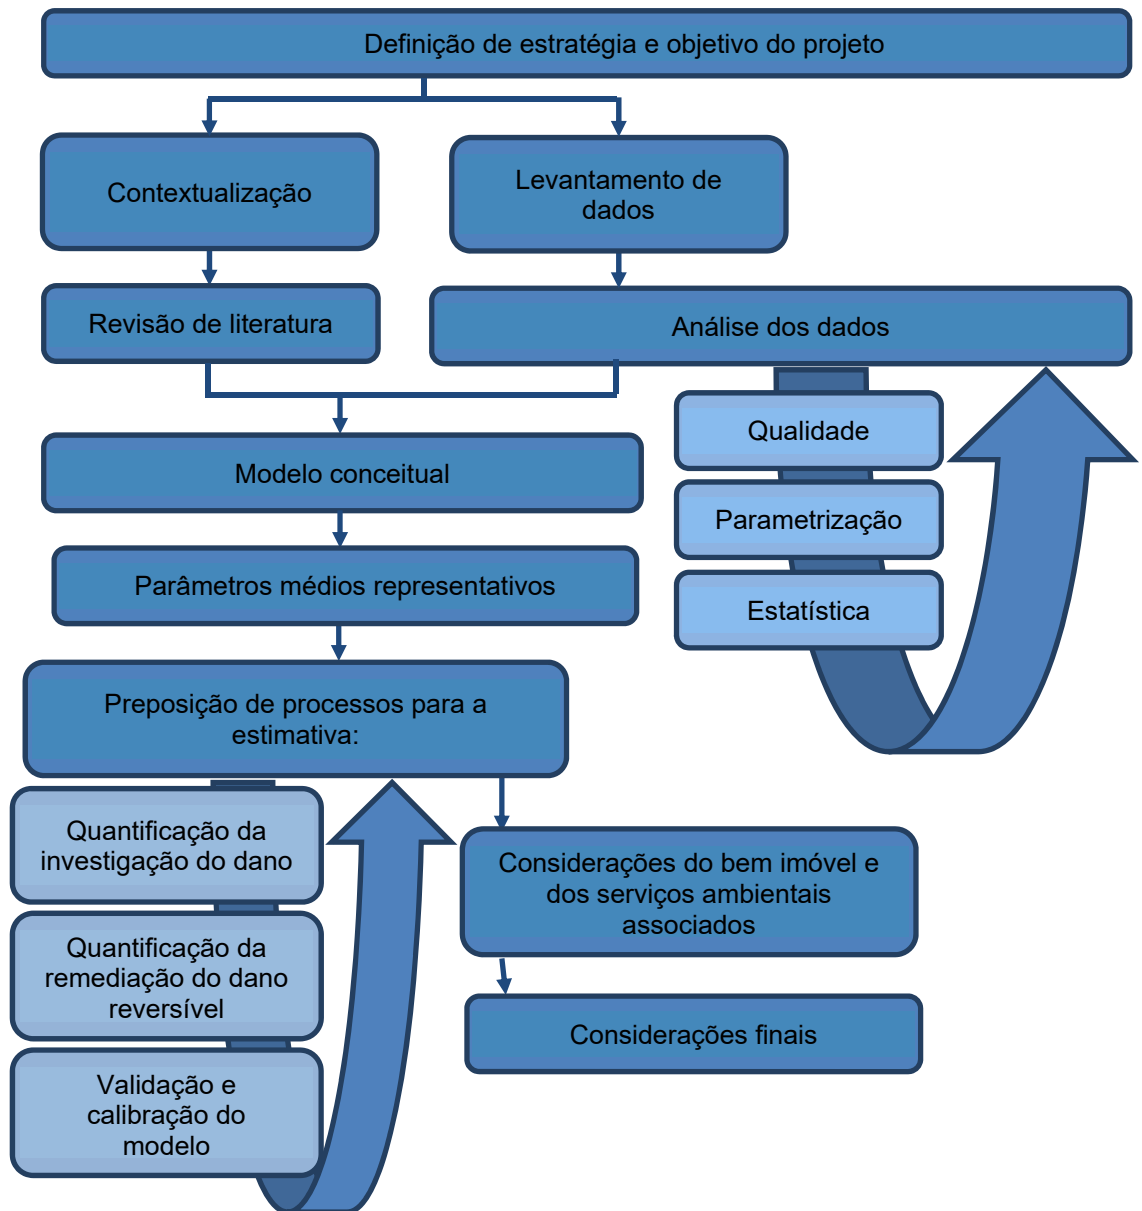 Definição de estratégia e objetivo do projeto
Contextualização
Levantamento de
dados
Revisão de literatura
Análise dos dados
Qualidade
Parametrização
Estatística
Modelo conceitual
Parâmetros médios representativos
Preposição de processos para a
estimativa:
Quantificação da
investigação do dano
Quantificação da
remediação do dano
reversível
Validação e
calibração do
modelo
Considerações do bem imóvel e
dos serviços ambientais
associados
Considerações finais